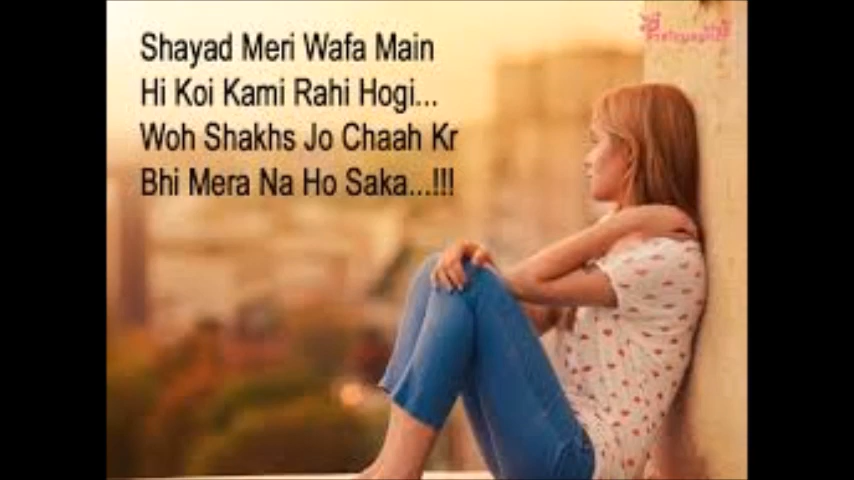 Shayad Meri Wafa Main
Hi Koi Kami Rahi Hogi...
Woh Shakhs Jo Chaah Kr
Bhi Mera Na Ho Saka...!!!